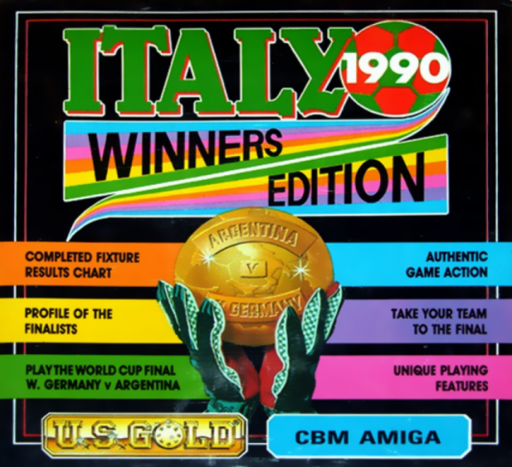 ITALY 1990
WINNERS
EDITION
ARGENTINA
V
W. GERMANY
COMPLETED FIXTURE
RESULTS CHART
PROFILE OF THE
FINALISTS
PLAY THE WORLD CUP FINAL
W. GERMANY v ARGENTINA
AUTHENTIC
GAME ACTION
TAKE YOUR TEAM
TO THE FINAL
UNIQUE PLAYING
FEATURES
U.S. GOLD
CBM AMIGA